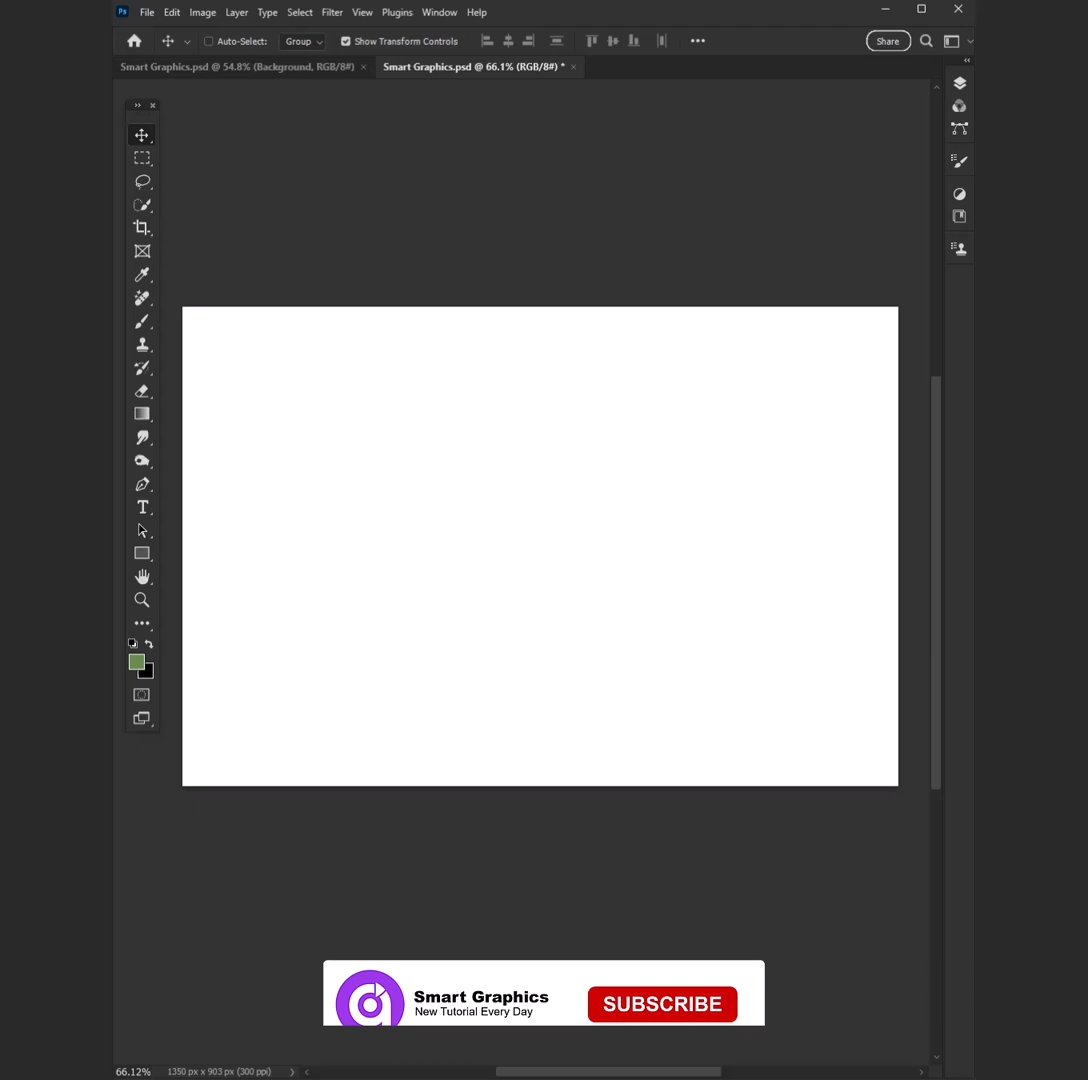 Ps File Edit Image Layer Type Select Filter View Plugins Window Help
Auto-Select: Group Show Transform Controls Share
Smart Graphics.psd @ 54.8% (Background, RGB/8#) × Smart Graphics.psd @ 66.1% (RGB/8#) * ×
Smart Graphics
New Tutorial Every Day
SUBSCRIBE
66.12% 1350 px x 903 px (300 ppi)